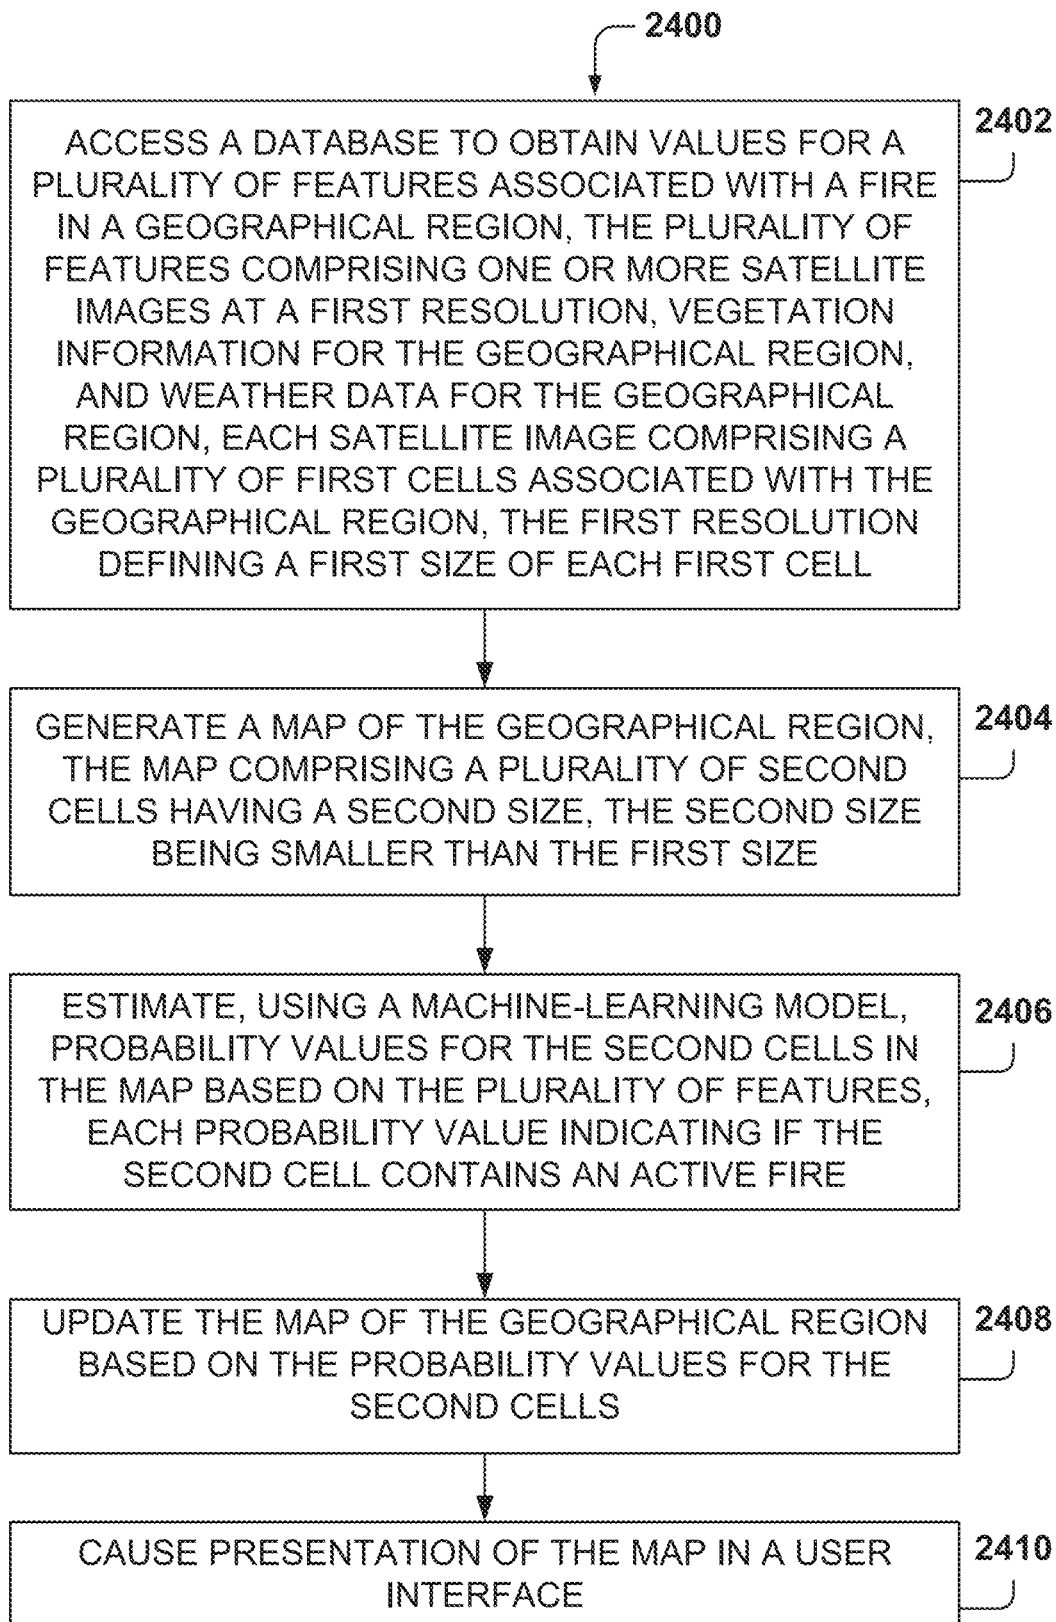 2400
2402
ACCESS A DATABASE TO OBTAIN VALUES FOR A
PLURALITY OF FEATURES ASSOCIATED WITH A FIRE
IN A GEOGRAPHICAL REGION, THE PLURALITY OF
FEATURES COMPRISING ONE OR MORE SATELLITE
IMAGES AT A FIRST RESOLUTION, VEGETATION
INFORMATION FOR THE GEOGRAPHICAL REGION,
AND WEATHER DATA FOR THE GEOGRAPHICAL
REGION, EACH SATELLITE IMAGE COMPRISING A
PLURALITY OF FIRST CELLS ASSOCIATED WITH THE
GEOGRAPHICAL REGION, THE FIRST RESOLUTION
DEFINING A FIRST SIZE OF EACH FIRST CELL
2404
GENERATE A MAP OF THE GEOGRAPHICAL REGION,
THE MAP COMPRISING A PLURALITY OF SECOND
CELLS HAVING A SECOND SIZE, THE SECOND SIZE
BEING SMALLER THAN THE FIRST SIZE
2406
ESTIMATE, USING A MACHINE-LEARNING MODEL,
PROBABILITY VALUES FOR THE SECOND CELLS IN
THE MAP BASED ON THE PLURALITY OF FEATURES,
EACH PROBABILITY VALUE INDICATING IF THE
SECOND CELL CONTAINS AN ACTIVE FIRE
2408
UPDATE THE MAP OF THE GEOGRAPHICAL REGION
BASED ON THE PROBABILITY VALUES FOR THE
SECOND CELLS
2410
CAUSE PRESENTATION OF THE MAP IN A USER
INTERFACE